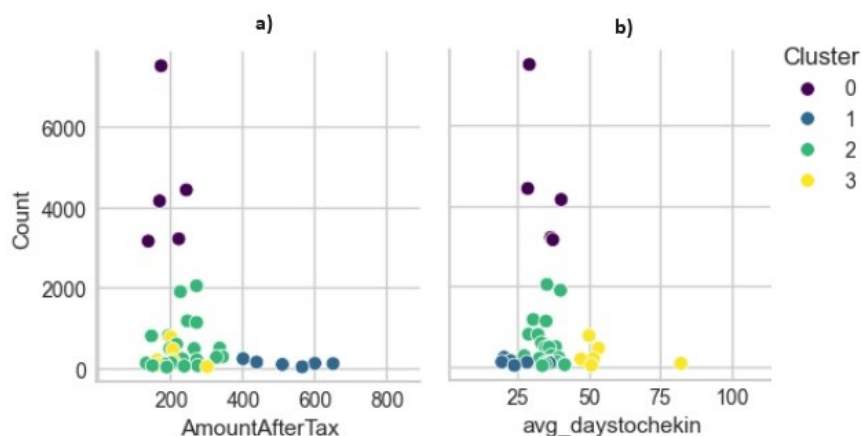 a)
b)
Cluster
0
1
2
3
Count
6000
4000
2000
0
200 400 600 800
25 50 75 100
AmountAfterTax
avg_daystochekin